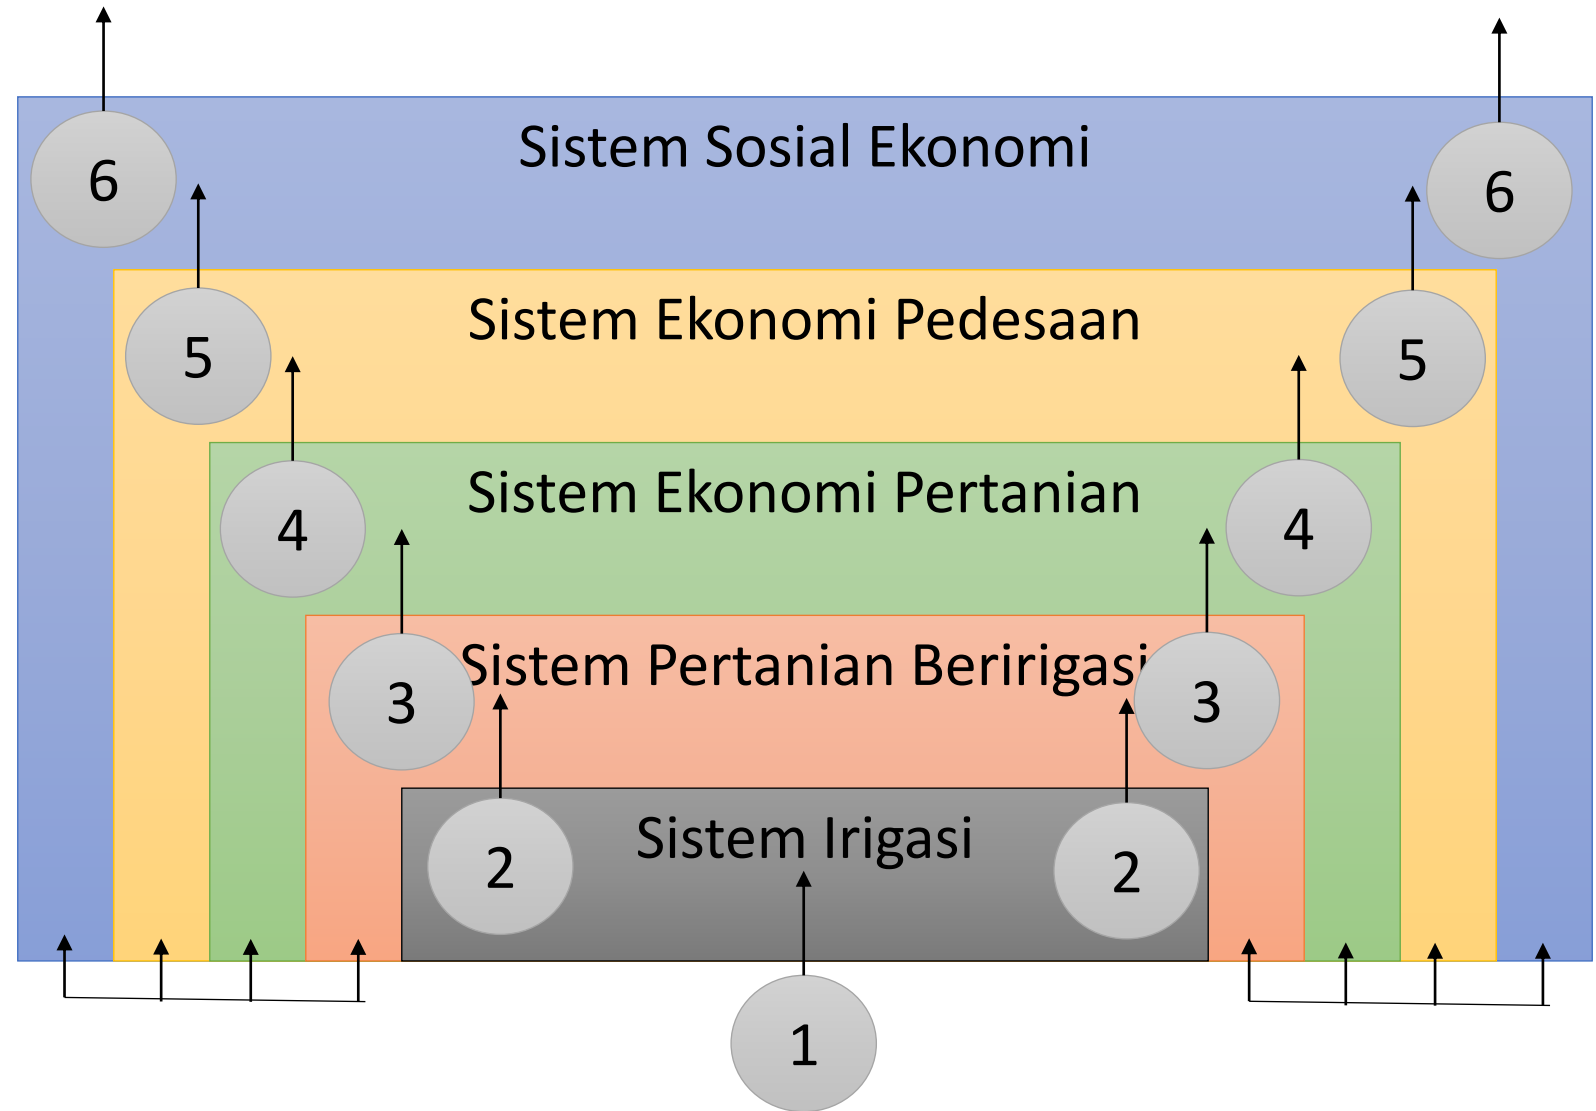 Sistem Sosial Ekonomi
6
6
Sistem Ekonomi Pedesaan
5
5
Sistem Ekonomi Pertanian
4
4
Sistem Pertanian Beririgasi
3
3
Sistem Irigasi
2
2
1